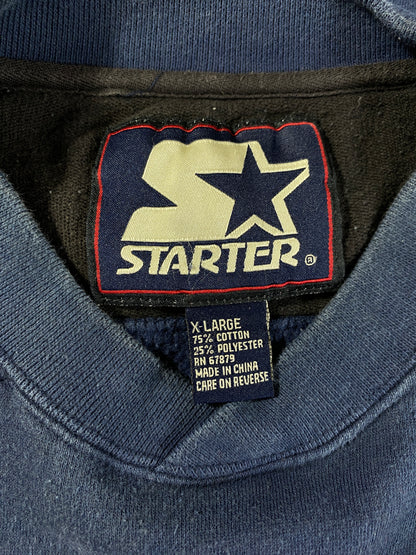 STARTER ®
X-LARGE
75% COTTON
25% POLYESTER
RN 67879
MADE IN CHINA
CARE ON REVERSE